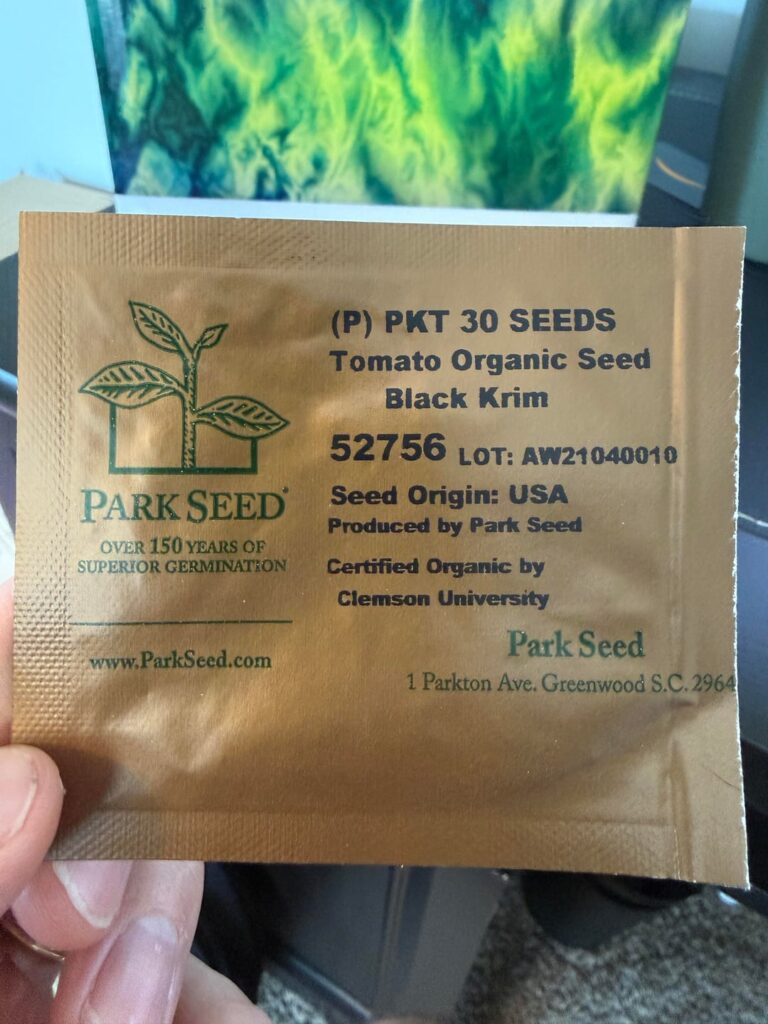 PARK SEED®
OVER 150 YEARS OF
SUPERIOR GERMINATION
www.ParkSeed.com
(P) PKT 30 SEEDS
Tomato Organic Seed
Black Krim
52756 LOT: AW21040010
Seed Origin: USA
Produced by Park Seed
Certified Organic by
Clemson University
Park Seed
1 Parkton Ave. Greenwood S.C. 2964